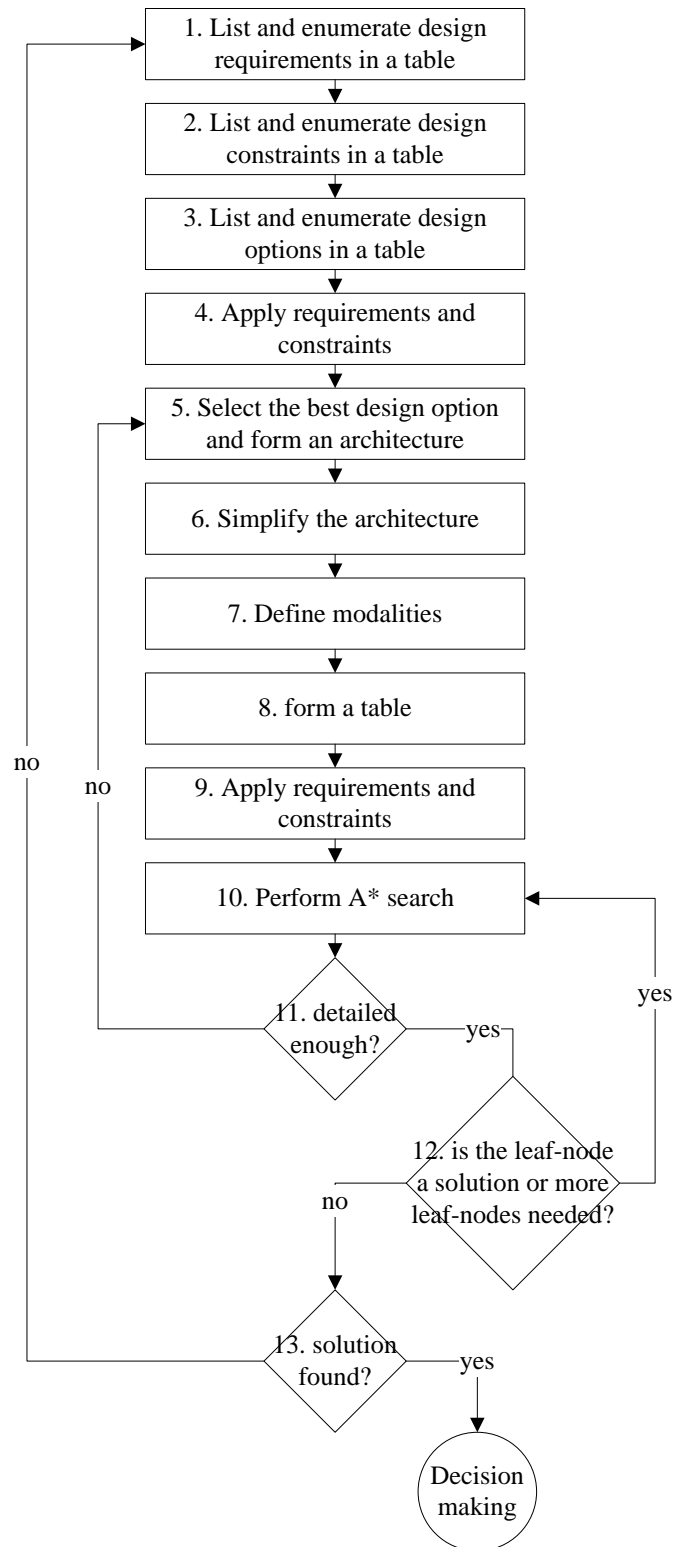 1. List and enumerate design
requirements in a table
2. List and enumerate design
constraints in a table
3. List and enumerate design
options in a table
4. Apply requirements and
constraints
5. Select the best design option
and form an architecture
6. Simplify the architecture
7. Define modalities
8. form a table
no
no
9. Apply requirements and
constraints
10. Perform A* search
yes
11. detailed
enough?
yes
12. is the leaf-node
a solution or more
leaf-nodes needed?
no
13. solution
found?
yes
Decision
making